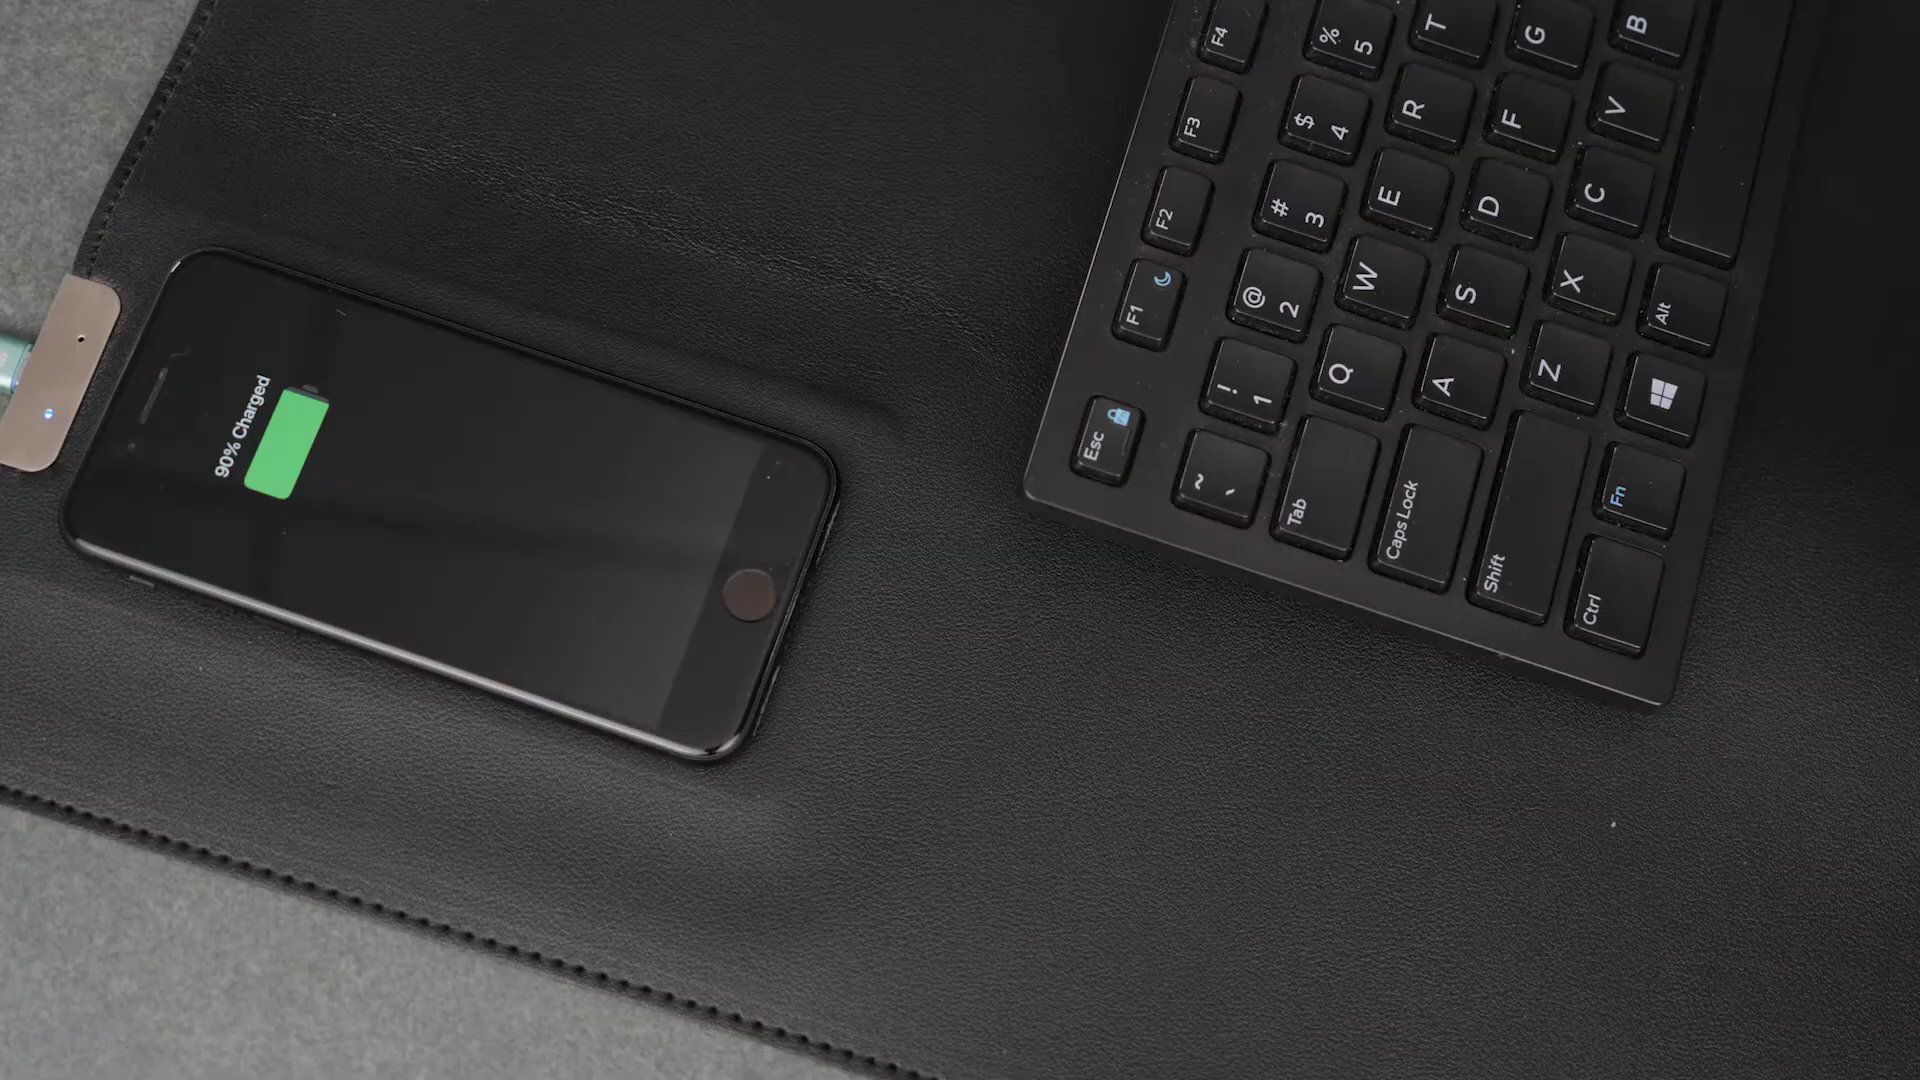 90% Charged
Esc F1 F2 F3 F4
~ ` ! 1 @ 2 # 3 $ 4 % 5
Tab Q W E R T
Caps Lock A S D F G
Shift Z X C V B
Ctrl Fn Alt